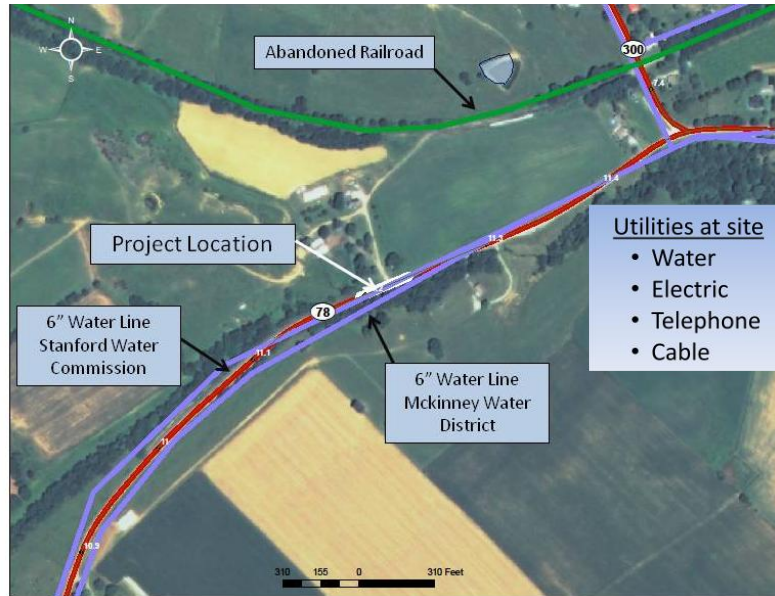 N
W E
S
Abandoned Railroad
300
7.4
11.4
Project Location
11.3
Utilities at site
• Water
• Electric
• Telephone
• Cable
78
6” Water Line
Stanford Water
Commission
11.1
6” Water Line
Mckinney Water
District
11
10.9
310 155 0 310 Feet